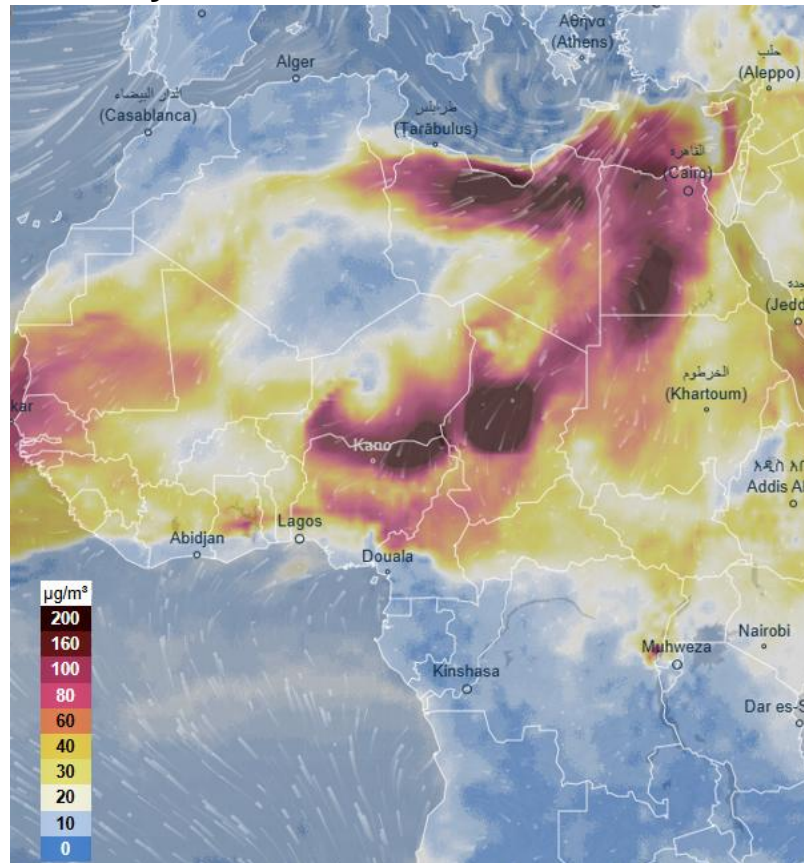 Αθήνα
(Athens)
حلب
(Aleppo)
Alger
الدار البيضاء
(Casablanca)
طرابلس
(Tarābulus)
القاهرة
(Cairo)
(Jedd
الخرطوم
(Khartoum)
kar
Kano
Addis A
Lagos
Abidjan
Douala
µg/m³
200
160
100
80
60
40
30
20
10
0
Muhweza
Nairobi
Kinshasa
Dar es-S